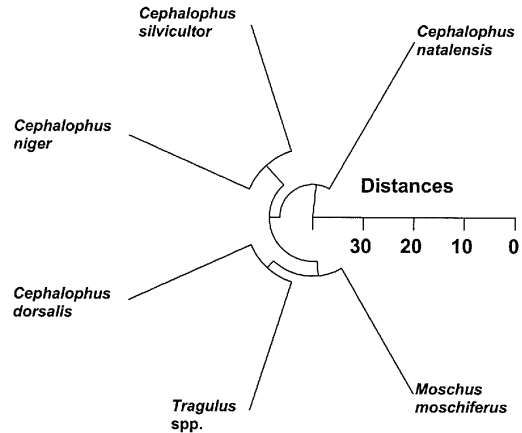 Cephalophus
silvicultor
Cephalophus
natalensis
Cephalophus
niger
Distances
30 20 10 0
Cephalophus
dorsalis
Tragulus
spp.
Moschus
moschiferus